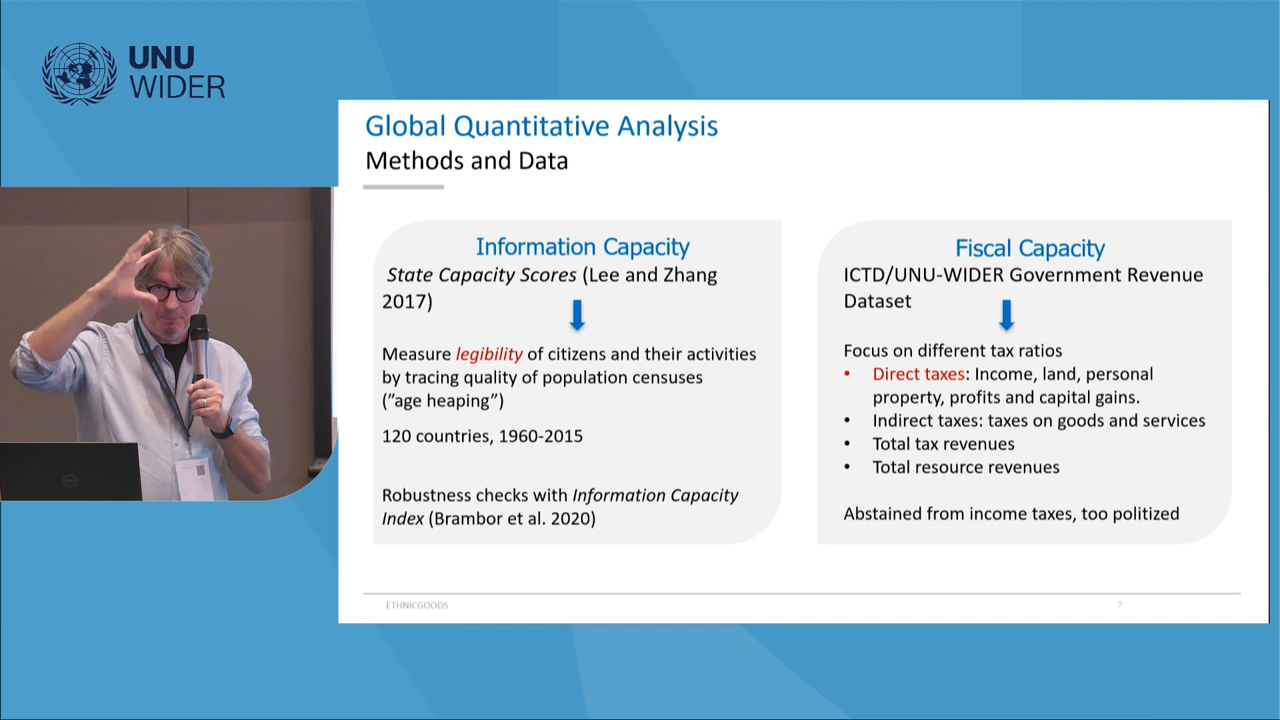 UNU
WIDER
Global Quantitative Analysis
Methods and Data
Information Capacity
State Capacity Scores (Lee and Zhang
2017)
Measure legibility of citizens and their activities
by tracing quality of population censuses
(”age heaping”)
120 countries, 1960-2015
Robustness checks with Information Capacity
Index (Brambor et al. 2020)
Fiscal Capacity
ICTD/UNU-WIDER Government Revenue
Dataset
Focus on different tax ratios
• Direct taxes: Income, land, personal
property, profits and capital gains.
• Indirect taxes: taxes on goods and services
• Total tax revenues
• Total resource revenues
Abstained from income taxes, too politized
ETHNICGOODS
7